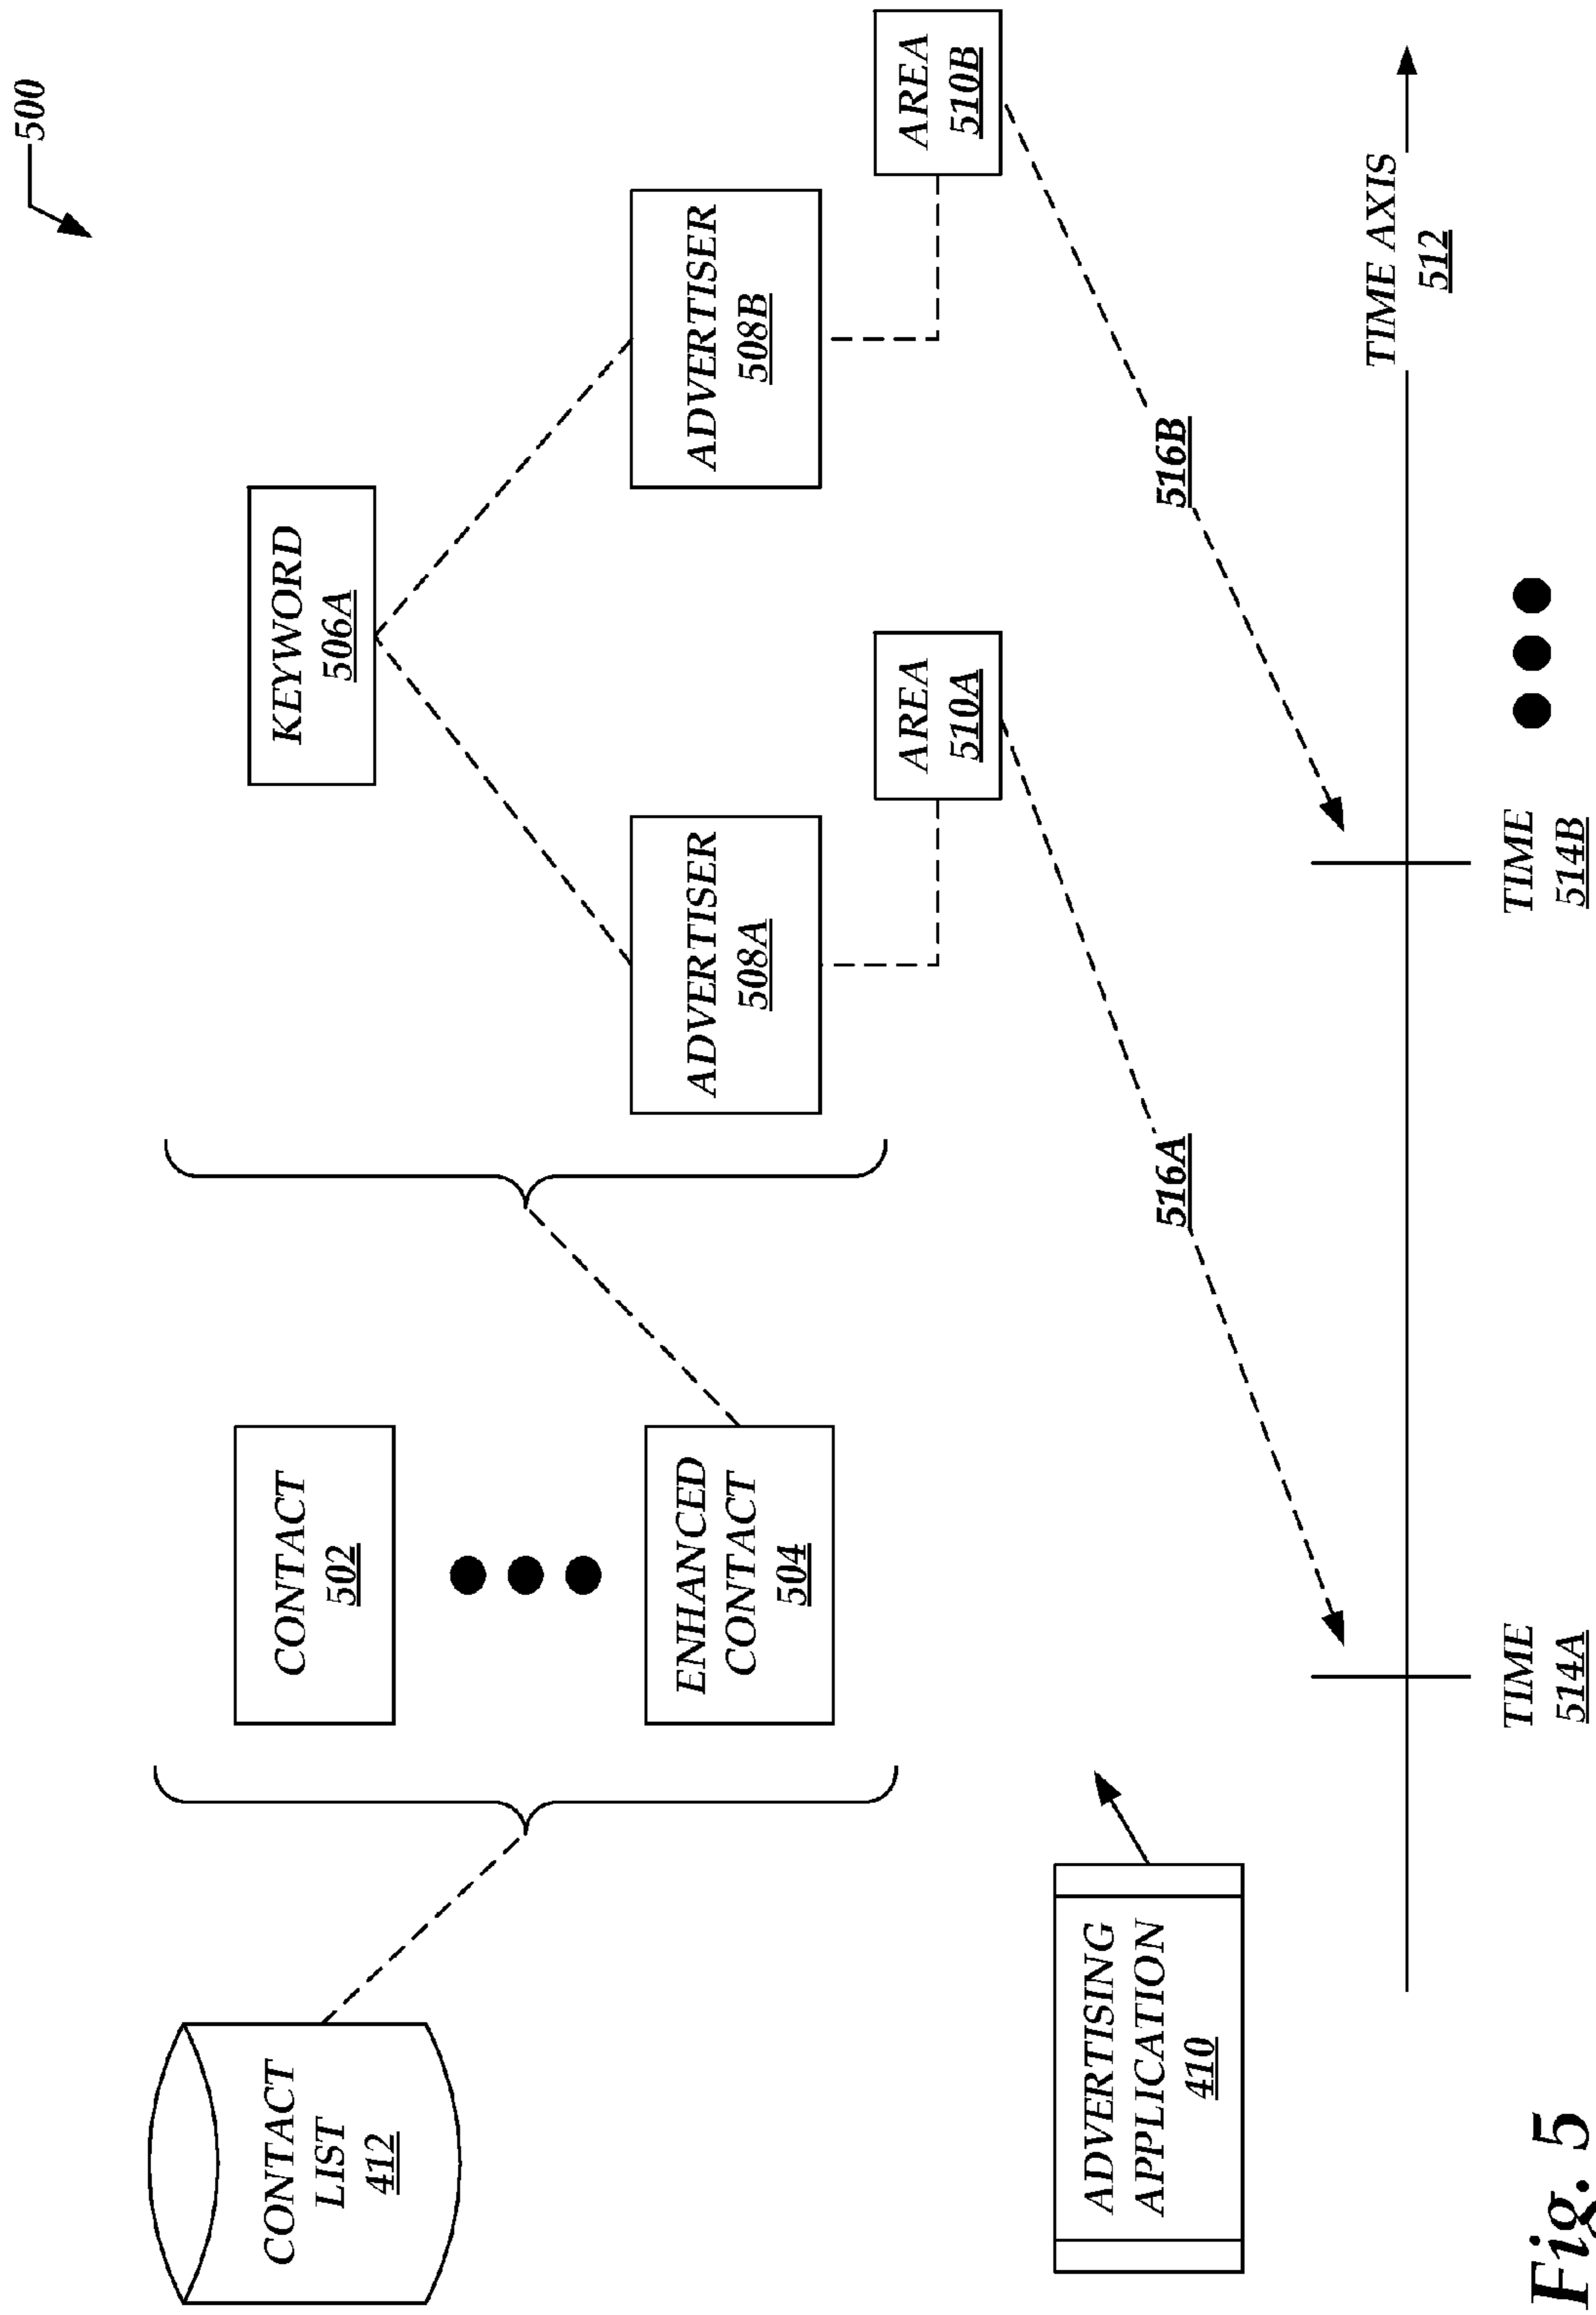 500
CONTACT
LIST
412
CONTACT
502
ENHANCED
CONTACT
504
KEYWORD
506A
ADVERTISER
508A
ADVERTISER
508B
AREA
510A
AREA
510B
ADVERTISING
APPLICATION
410
516A
516B
TIME AXIS
512
TIME
514A
TIME
514B
Fig. 5